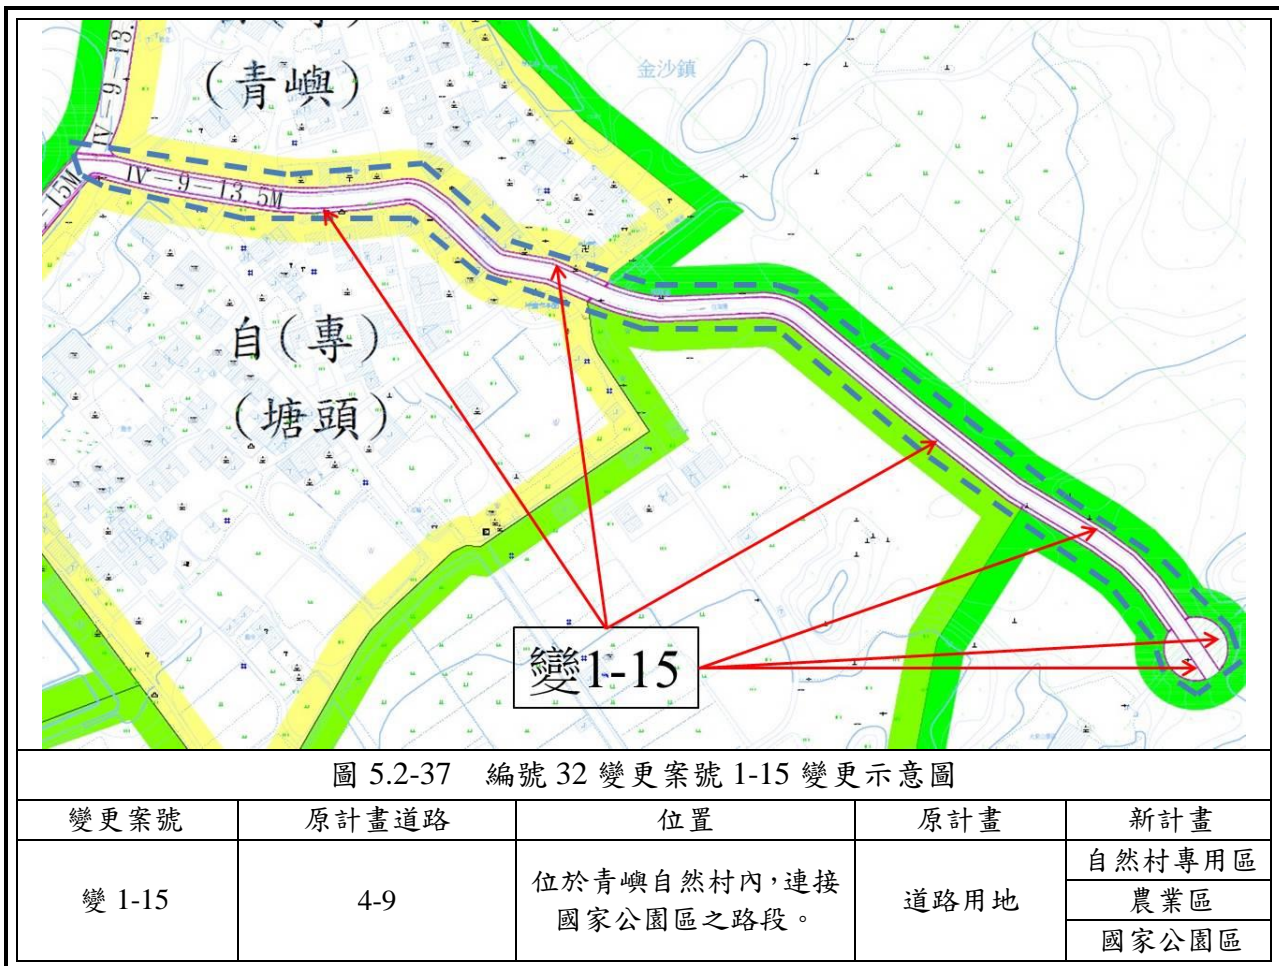 金沙鎮
(青嶼)
IV-9-13.
IV-9-13.5M
-15M
自(專)
(塘頭)
變1-15
圖 5.2-37 編號 32 變更案號 1-15 變更示意圖
變更案號 原計畫道路 位置 原計畫 新計畫
變 1-15 4-9 位於青嶼自然村內,連接 道路用地 自然村專用區
國家公園區之路段。 農業區
國家公園區